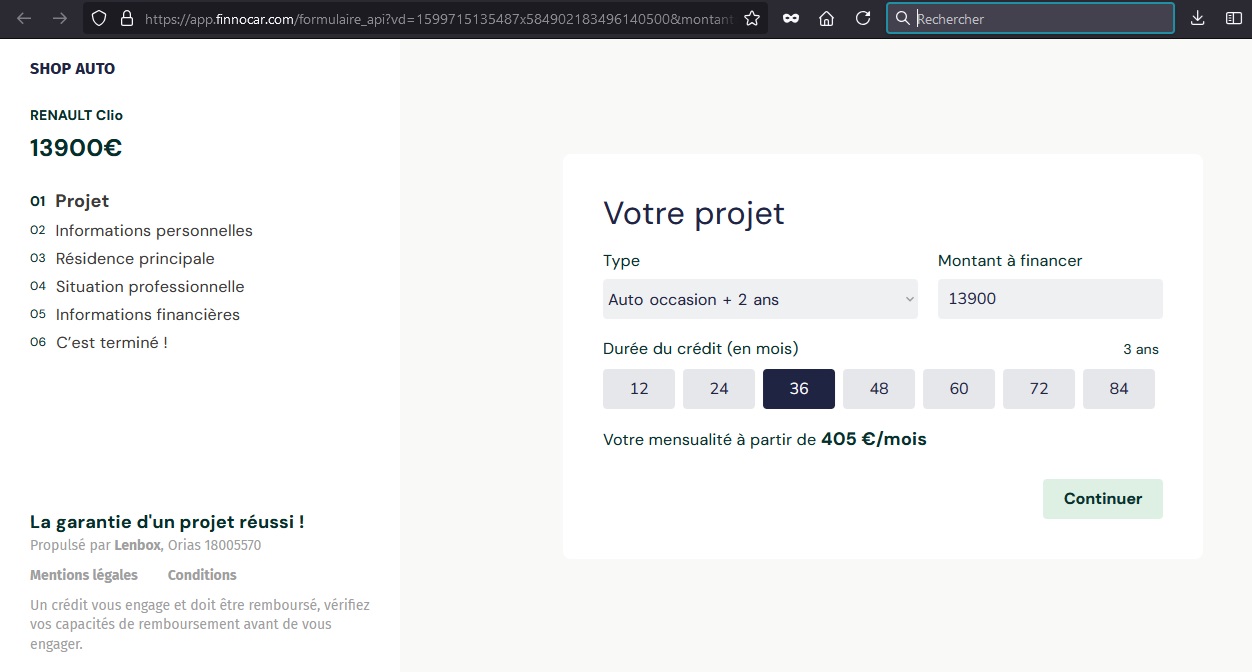 https://app.finnocar.com/formulaire_api?vd=1599715135487x584902183496140500&montant
Rechercher
SHOP AUTO
RENAULT Clio
13900€
01 Projet
02 Informations personnelles
03 Résidence principale
04 Situation professionnelle
05 Informations financières
06 C’est terminé !
Votre projet
Type Montant à financer
Auto occasion + 2 ans 13900
Durée du crédit (en mois) 3 ans
12 24 36 48 60 72 84
Votre mensualité à partir de 405 €/mois
Continuer
La garantie d'un projet réussi !
Propulsé par Lenbox, Orias 18005570
Mentions légales Conditions
Un crédit vous engage et doit être remboursé, vérifiez
vos capacités de remboursement avant de vous
engager.